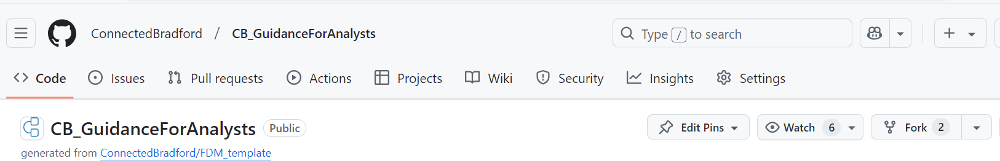 ConnectedBradford / CB_GuidanceForAnalysts Type / to search
Code Issues Pull requests Actions Projects Wiki Security Insights Settings
CB_GuidanceForAnalysts Public Edit Pins Watch 6 Fork 2
generated from ConnectedBradford/FDM_template